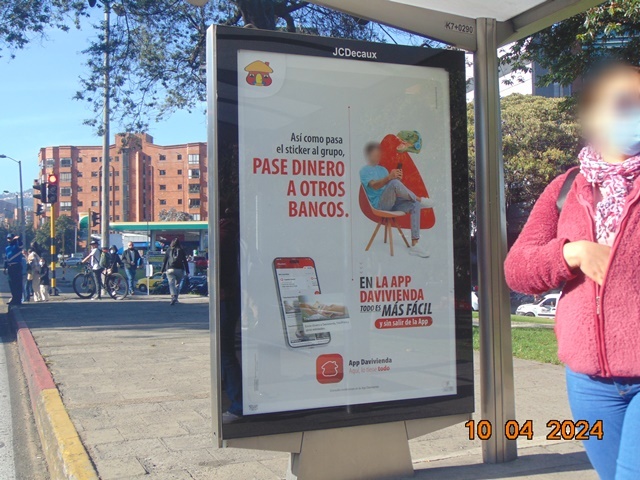 K7+0290
JCDecaux
Así como pasa
el sticker al grupo,
PASE DINERO
A OTROS
BANCOS.
EN LA APP
DAVIVIENDA
TODO ES MÁS FÁCIL
y sin salir de la App
App Davivienda
10 04 2024